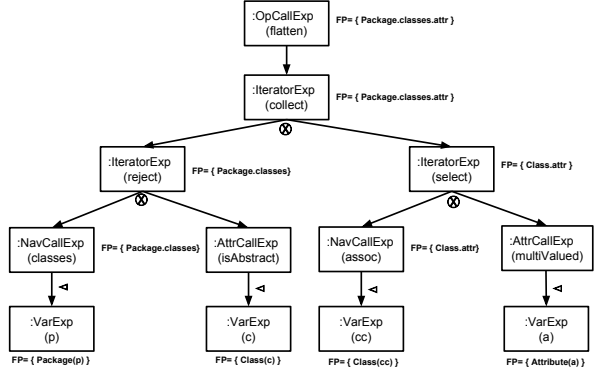 :OpCallExp
(flatten)
FP= { Package.classes.attr }
:IteratorExp
(collect)
FP= { Package.classes.attr }
:IteratorExp
(reject)
FP= { Package.classes}
:IteratorExp
(select)
FP= { Class.attr }
:NavCallExp
(classes)
FP= { Package.classes}
:AttrCallExp
(isAbstract)
:NavCallExp
(assoc)
FP= { Class.attr}
:AttrCallExp
(multiValued)
:VarExp
(p)
:VarExp
(c)
:VarExp
(cc)
:VarExp
(a)
FP= { Package(p) }
FP= { Class(c) }
FP= { Class(cc) }
FP= { Attribute(a) }